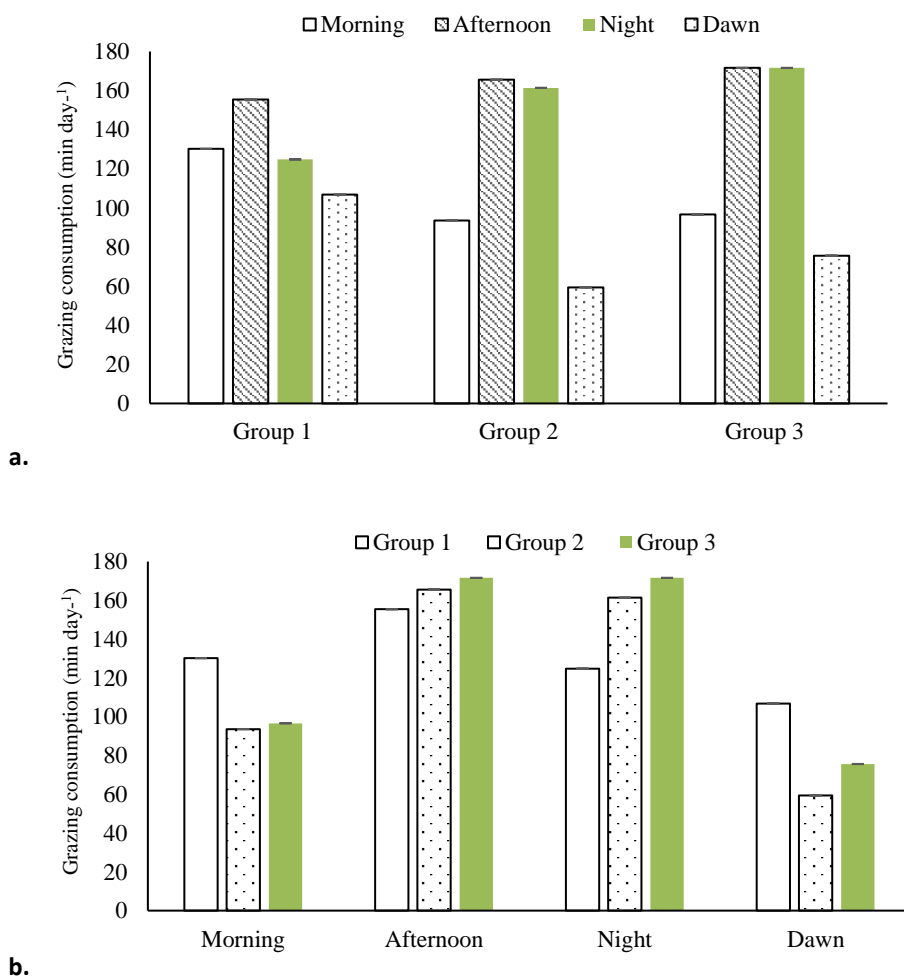 Morning Afternoon Night Dawn
Grazing consumption (min day-¹)
180
160
140
120
100
80
60
40
20
0
Group 1 Group 2 Group 3
a.
Group 1 Group 2 Group 3
Grazing consumption (min day-¹)
180
160
140
120
100
80
60
40
20
0
Morning Afternoon Night Dawn
b.